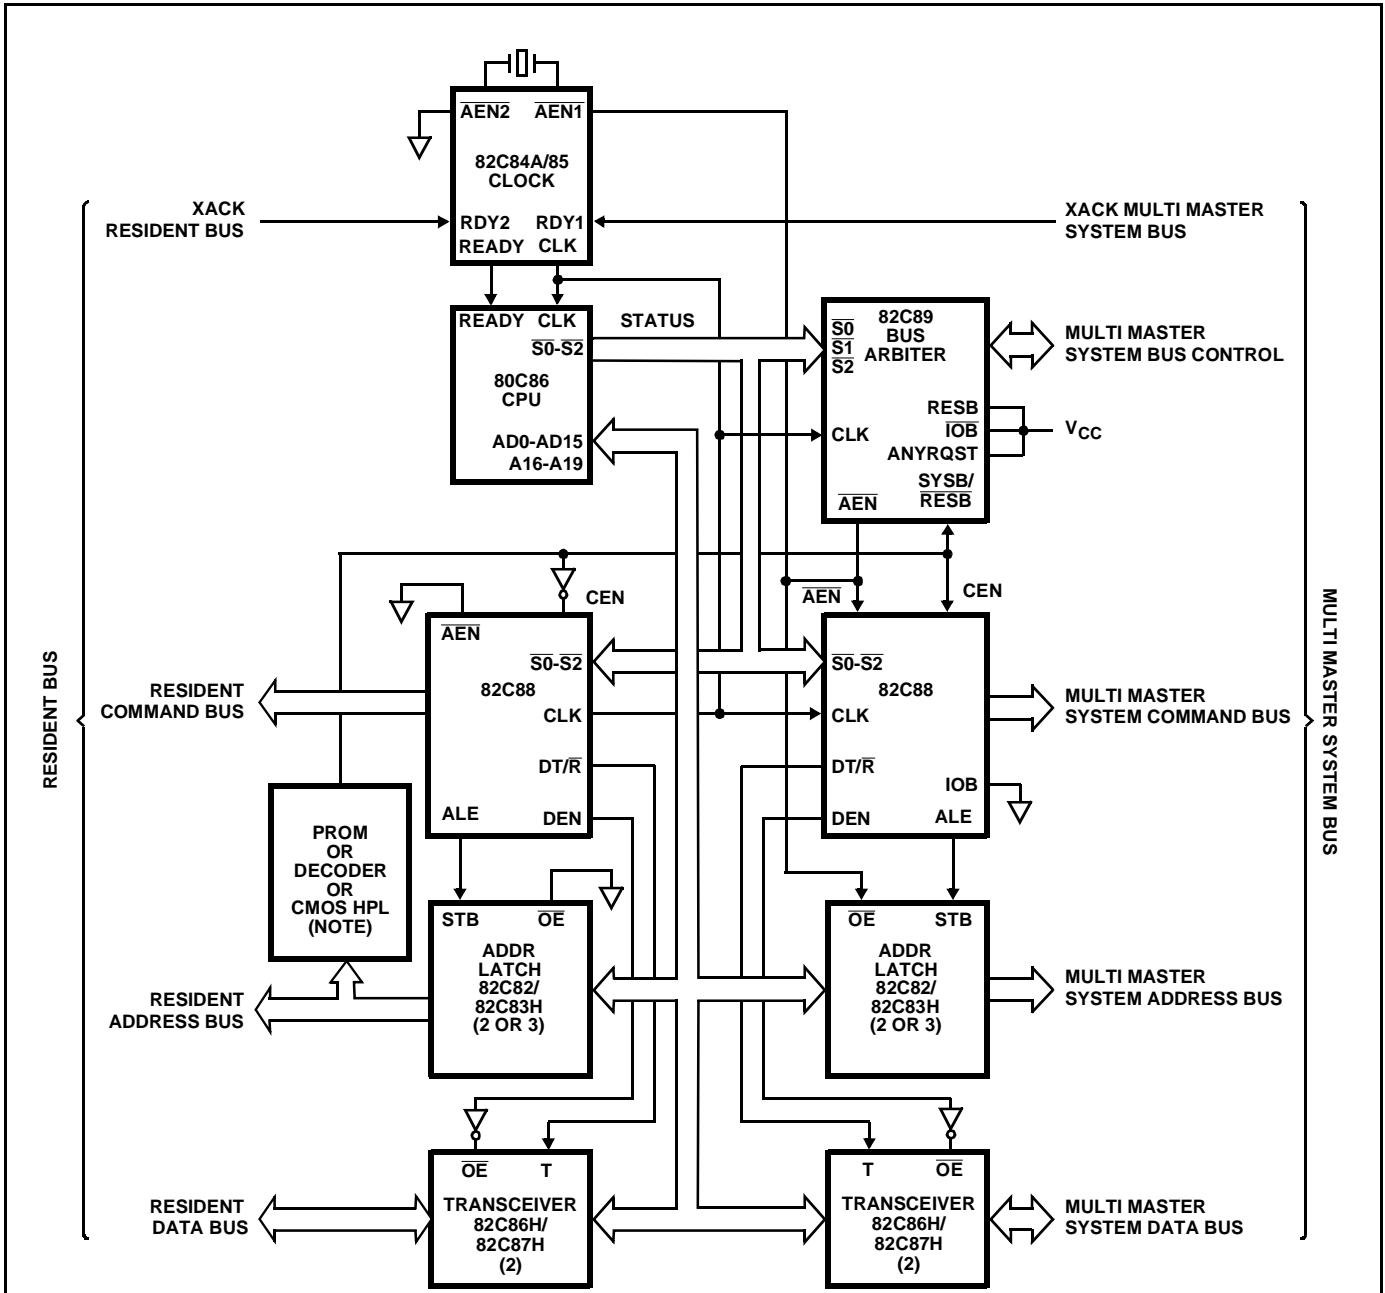 AEN2 AEN1
82C84A/85
CLOCK
RDY2 RDY1
READY CLK
XACK
RESIDENT BUS
XACK MULTI MASTER
SYSTEM BUS
READY CLK
S0-S2
80C86
CPU
AD0-AD15
A16-A19
STATUS
82C89
BUS
ARBITER
S0
S1
S2
CLK
RESB
IOB
ANYRQST
SYSB/
RESB
AEN
MULTI MASTER
SYSTEM BUS CONTROL
VCC
RESIDENT BUS
MULTI MASTER SYSTEM BUS
CEN
AEN
CEN
AEN
S0-S2
82C88
CLK
DT/R
ALE
DEN
S0-S2
82C88
CLK
DT/R
IOB
DEN
ALE
RESIDENT
COMMAND BUS
MULTI MASTER
SYSTEM COMMAND BUS
PROM
OR
DECODER
OR
CMOS HPL
(NOTE)
STB OE
ADDR
LATCH
82C82/
82C83H
(2 OR 3)
OE STB
ADDR
LATCH
82C82/
82C83H
(2 OR 3)
RESIDENT
ADDRESS BUS
MULTI MASTER
SYSTEM ADDRESS BUS
OE T
TRANSCEIVER
82C86H/
82C87H
(2)
T OE
TRANSCEIVER
82C86H/
82C87H
(2)
RESIDENT
DATA BUS
MULTI MASTER
SYSTEM DATA BUS